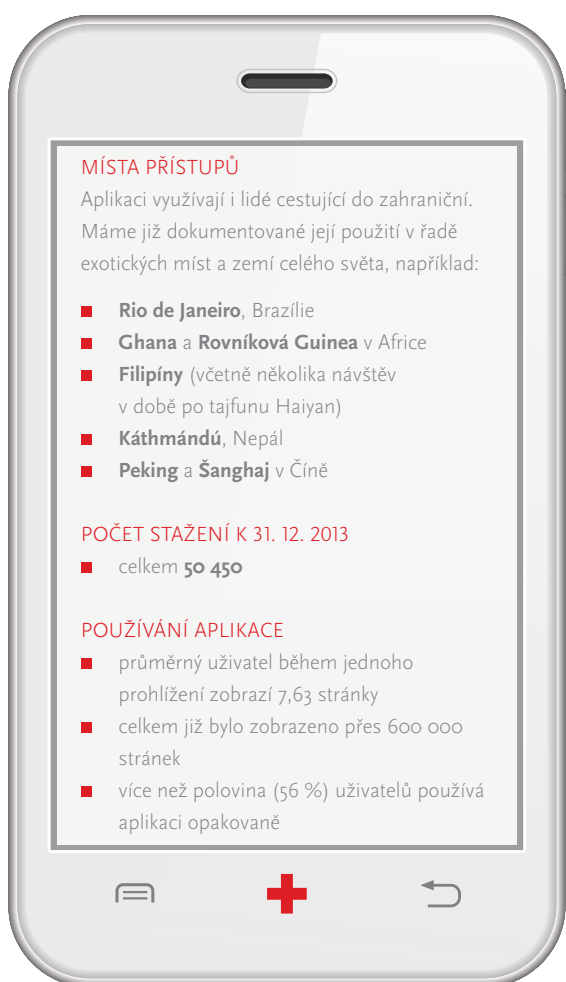 MÍSTA PŘÍSTUPŮ
Aplikaci využívají i lidé cestující do zahraniční.
Máme již dokumentované její použití v řadě
exotických míst a zemí celého světa, například:
Rio de Janeiro, Brazílie
Ghana a Rovníková Guinea v Africe
Filipíny (včetně několika návštěv
v době po tajfunu Haiyan)
Káthmándú, Nepál
Peking a Šanghaj v Číně
POČET STAŽENÍ K 31. 12. 2013
celkem 50 450
POUŽÍVÁNÍ APLIKACE
průměrný uživatel během jednoho
prohlížení zobrazí 7,63 stránky
celkem již bylo zobrazeno přes 600 000
stránek
více než polovina (56 %) uživatelů používá
aplikaci opakovaně